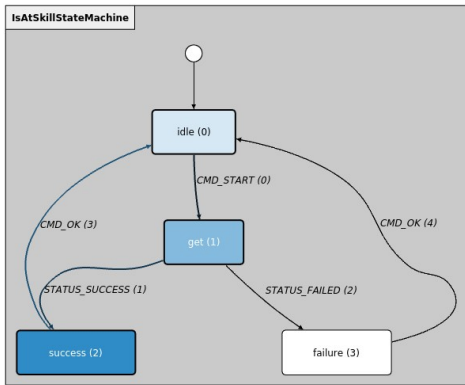 IsAtSkillStateMachine
idle (0)
CMD_START (0)
CMD_OK (3)
CMD_OK (4)
get (1)
STATUS_SUCCESS (1)
STATUS_FAILED (2)
success (2)
failure (3)